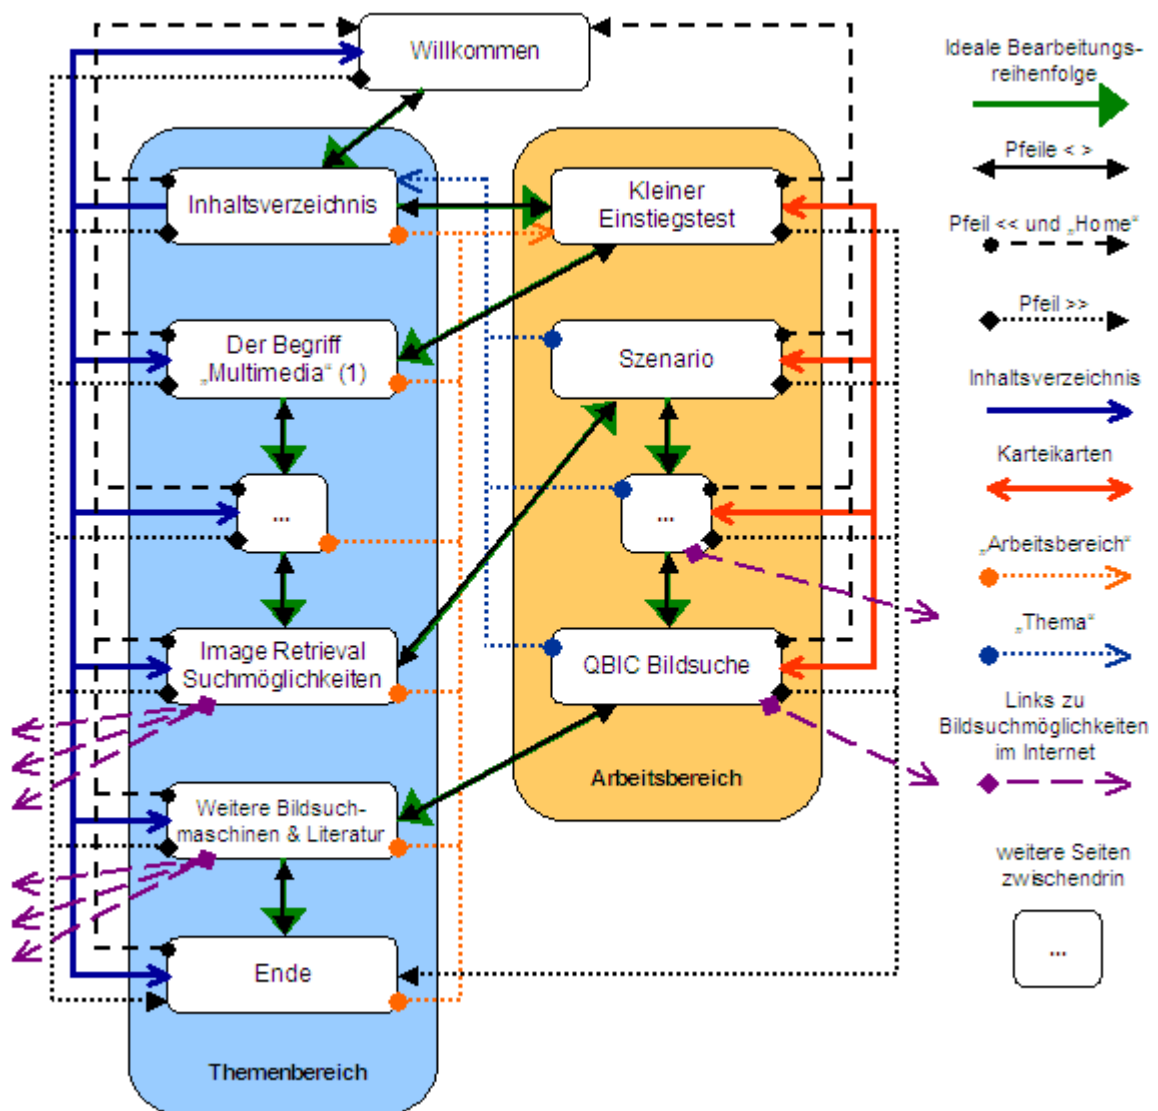 Willkommen
Inhaltsverzeichnis
Der Begriff
„Multimedia“ (1)
...
Image Retrieval
Suchmöglichkeiten
Weitere Bildsuch-
maschinen & Literatur
Ende
Themenbereich
Kleiner
Einstiegstest
Szenario
...
QBIC Bildsuche
Arbeitsbereich
Ideale Bearbeitungs-
reihenfolge
Pfeile < >
Pfeil << und „Home“
Pfeil >>
Inhaltsverzeichnis
Karteikarten
„Arbeitsbereich“
„Thema“
Links zu
Bildsuchmöglichkeiten
im Internet
weitere Seiten
zwischendrin
...